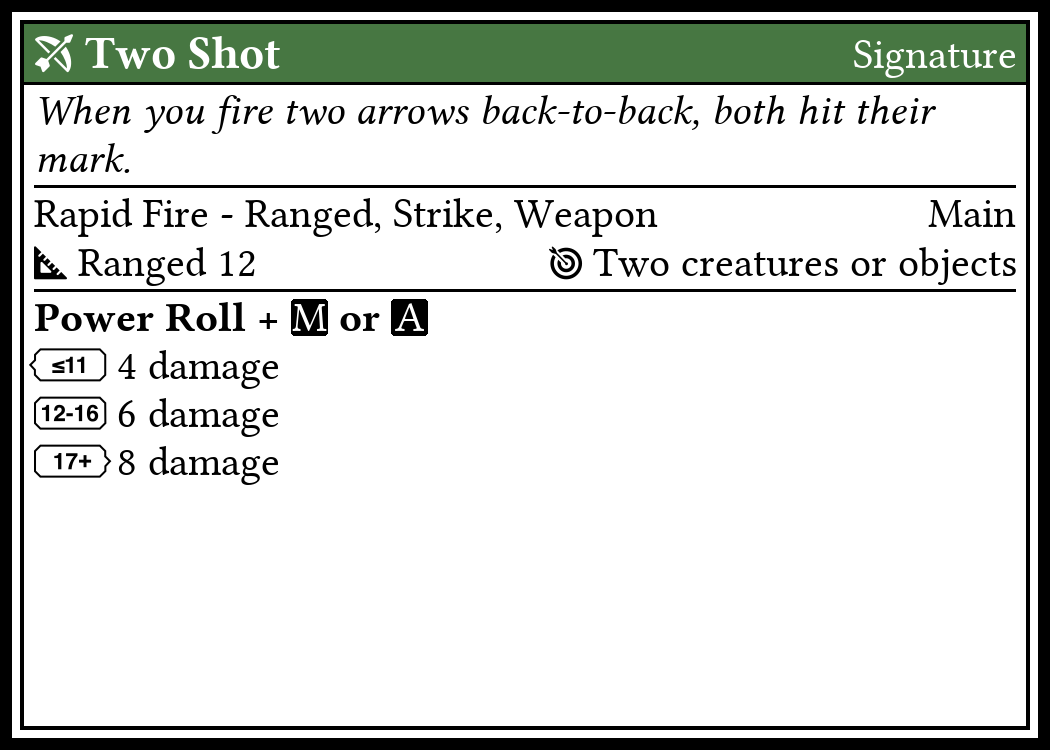 Two Shot Signature
When you fire two arrows back-to-back, both hit their
mark.
Rapid Fire - Ranged, Strike, Weapon Main
Ranged 12 Two creatures or objects
Power Roll + M or A
≤11 4 damage
12-16 6 damage
17+ 8 damage